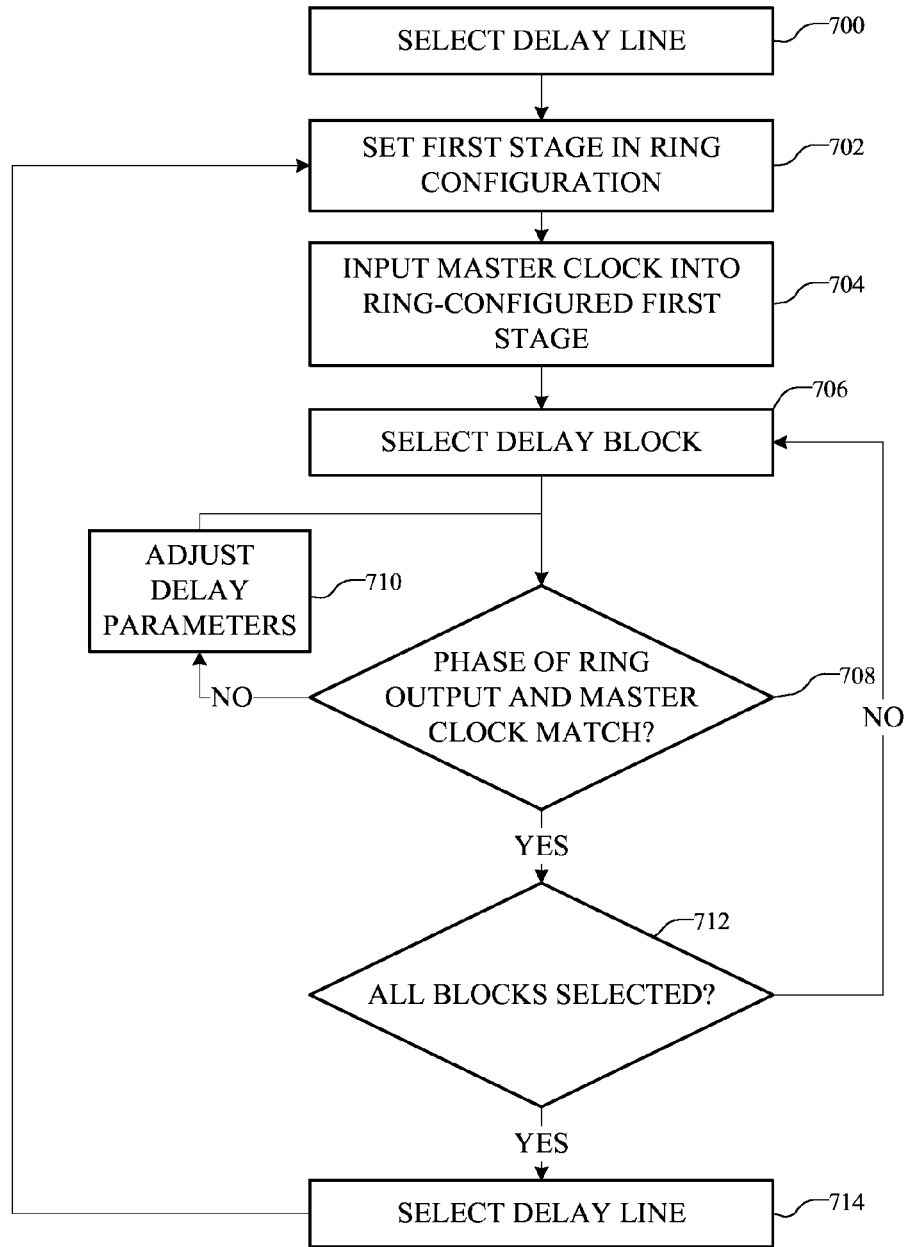 SELECT DELAY LINE
700
SET FIRST STAGE IN RING
CONFIGURATION
702
INPUT MASTER CLOCK INTO
RING-CONFIGURED FIRST
STAGE
704
706
SELECT DELAY BLOCK
ADJUST
DELAY
PARAMETERS
710
PHASE OF RING
OUTPUT AND MASTER
CLOCK MATCH?
708
NO
NO
YES
712
ALL BLOCKS SELECTED?
YES
SELECT DELAY LINE
714